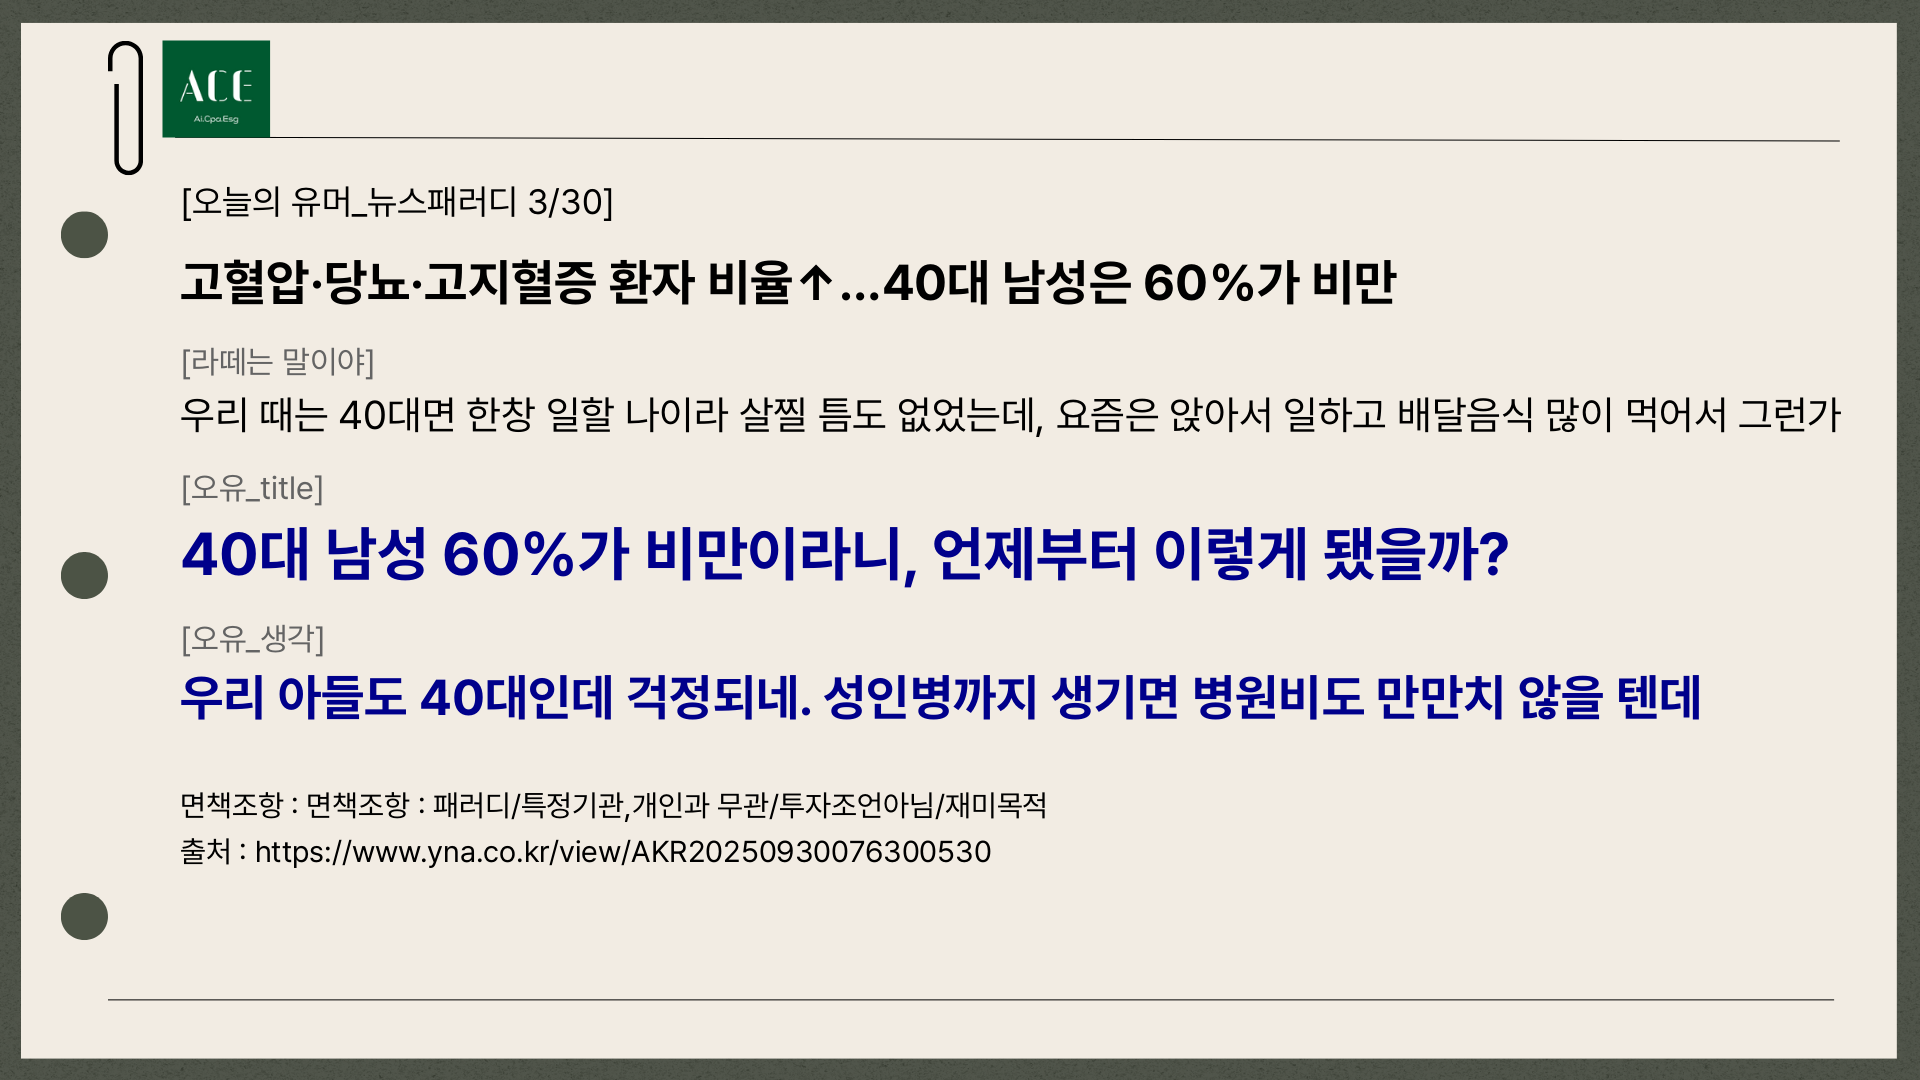 ACE
Ai.Cpa.Esg
[오늘의 유머_뉴스패러디 3/30]
고혈압·당뇨·고지혈증 환자 비율↑…40대 남성은 60%가 비만
[라떼는 말이야]
우리 때는 40대면 한창 일할 나이라 살찔 틈도 없었는데, 요즘은 앉아서 일하고 배달음식 많이 먹어서 그런가
[오유_title]
40대 남성 60%가 비만이라니, 언제부터 이렇게 됐을까?
[오유_생각]
우리 아들도 40대인데 걱정되네. 성인병까지 생기면 병원비도 만만치 않을 텐데
면책조항 : 면책조항 : 패러디/특정기관,개인과 무관/투자조언아님/재미목적
출처 : https://www.yna.co.kr/view/AKR20250930076300530